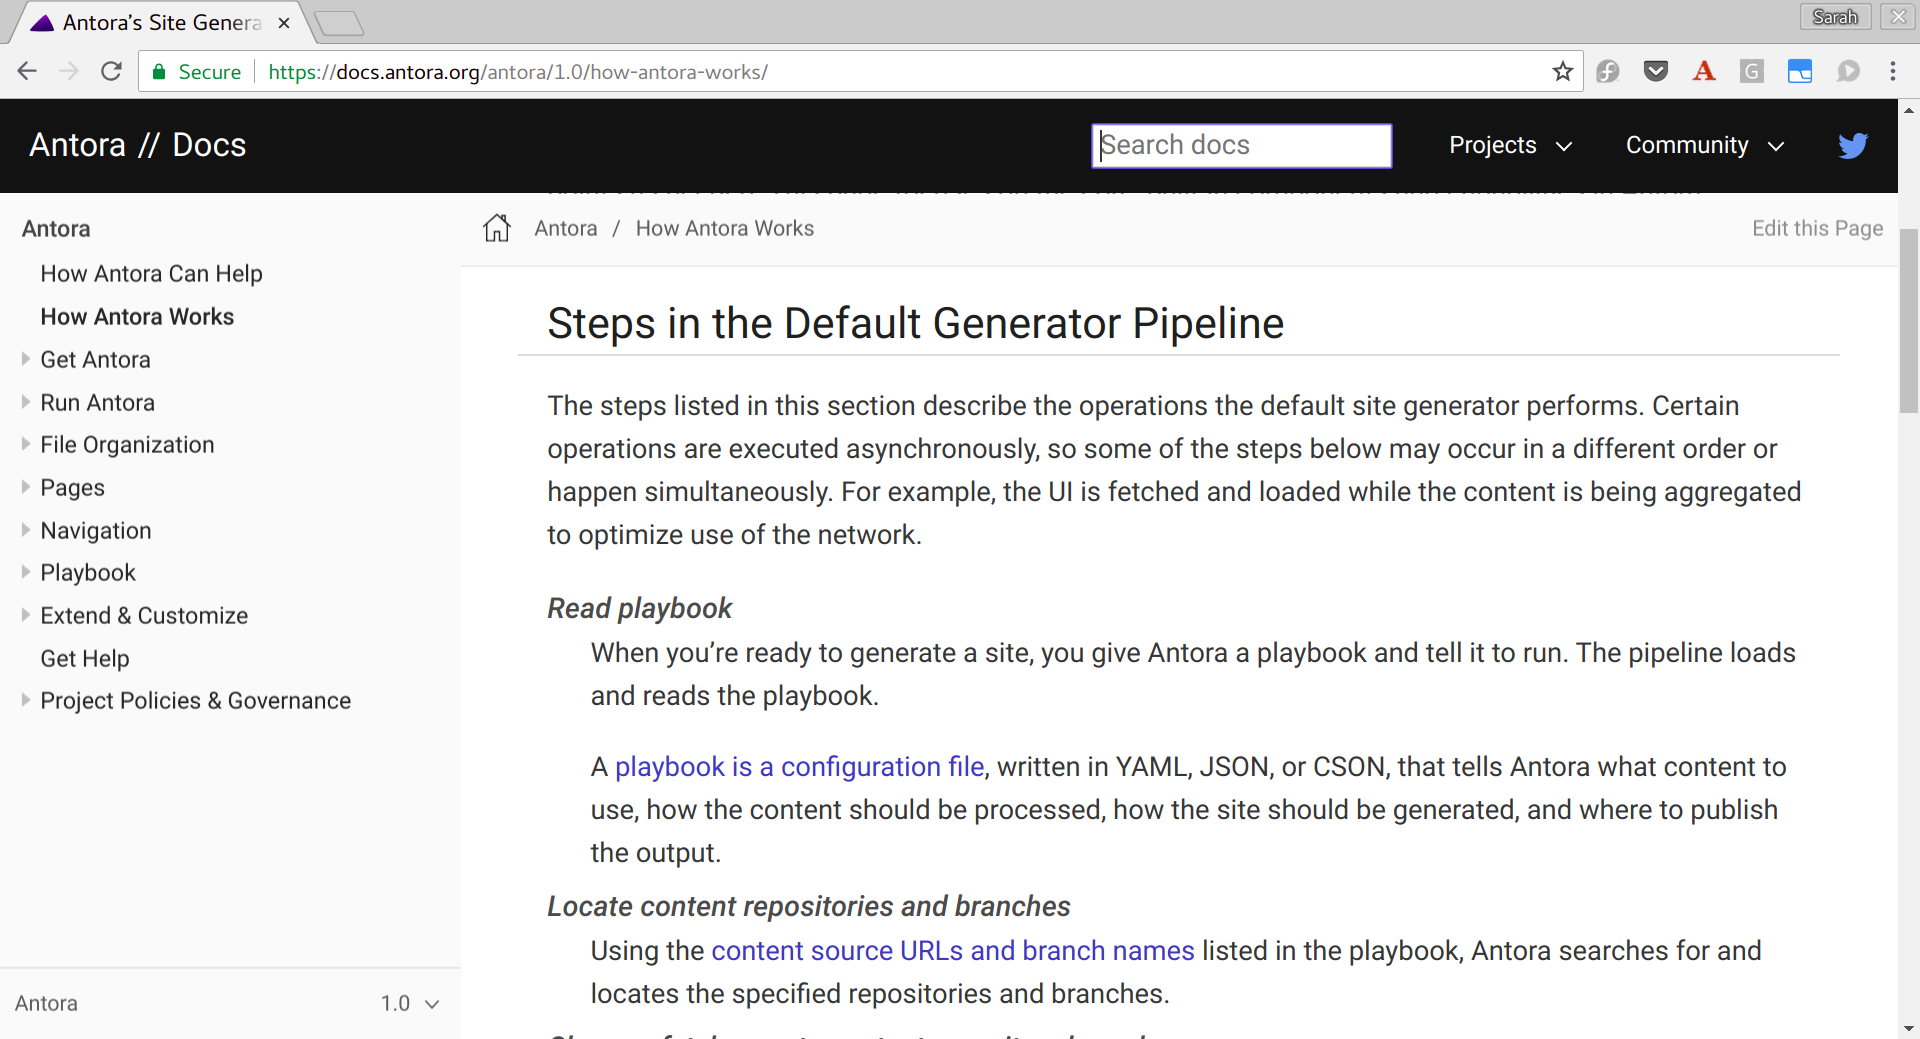 Antora's Site Genera
Sarah
Secure
https://docs.antora.org/antora/1.0/how-antora-works/
Antora // Docs
Search docs
Projects
Community
Antora
How Antora Can Help
How Antora Works
Get Antora
Run Antora
File Organization
Pages
Navigation
Playbook
Extend & Customize
Get Help
Project Policies & Governance
Antora
1.0
Antora / How Antora Works
Edit this Page
Steps in the Default Generator Pipeline
The steps listed in this section describe the operations the default site generator performs. Certain
operations are executed asynchronously, so some of the steps below may occur in a different order or
happen simultaneously. For example, the UI is fetched and loaded while the content is being aggregated
to optimize use of the network.
Read playbook
When you’re ready to generate a site, you give Antora a playbook and tell it to run. The pipeline loads
and reads the playbook.
A playbook is a configuration file, written in YAML, JSON, or CSON, that tells Antora what content to
use, how the content should be processed, how the site should be generated, and where to publish
the output.
Locate content repositories and branches
Using the content source URLs and branch names listed in the playbook, Antora searches for and
locates the specified repositories and branches.